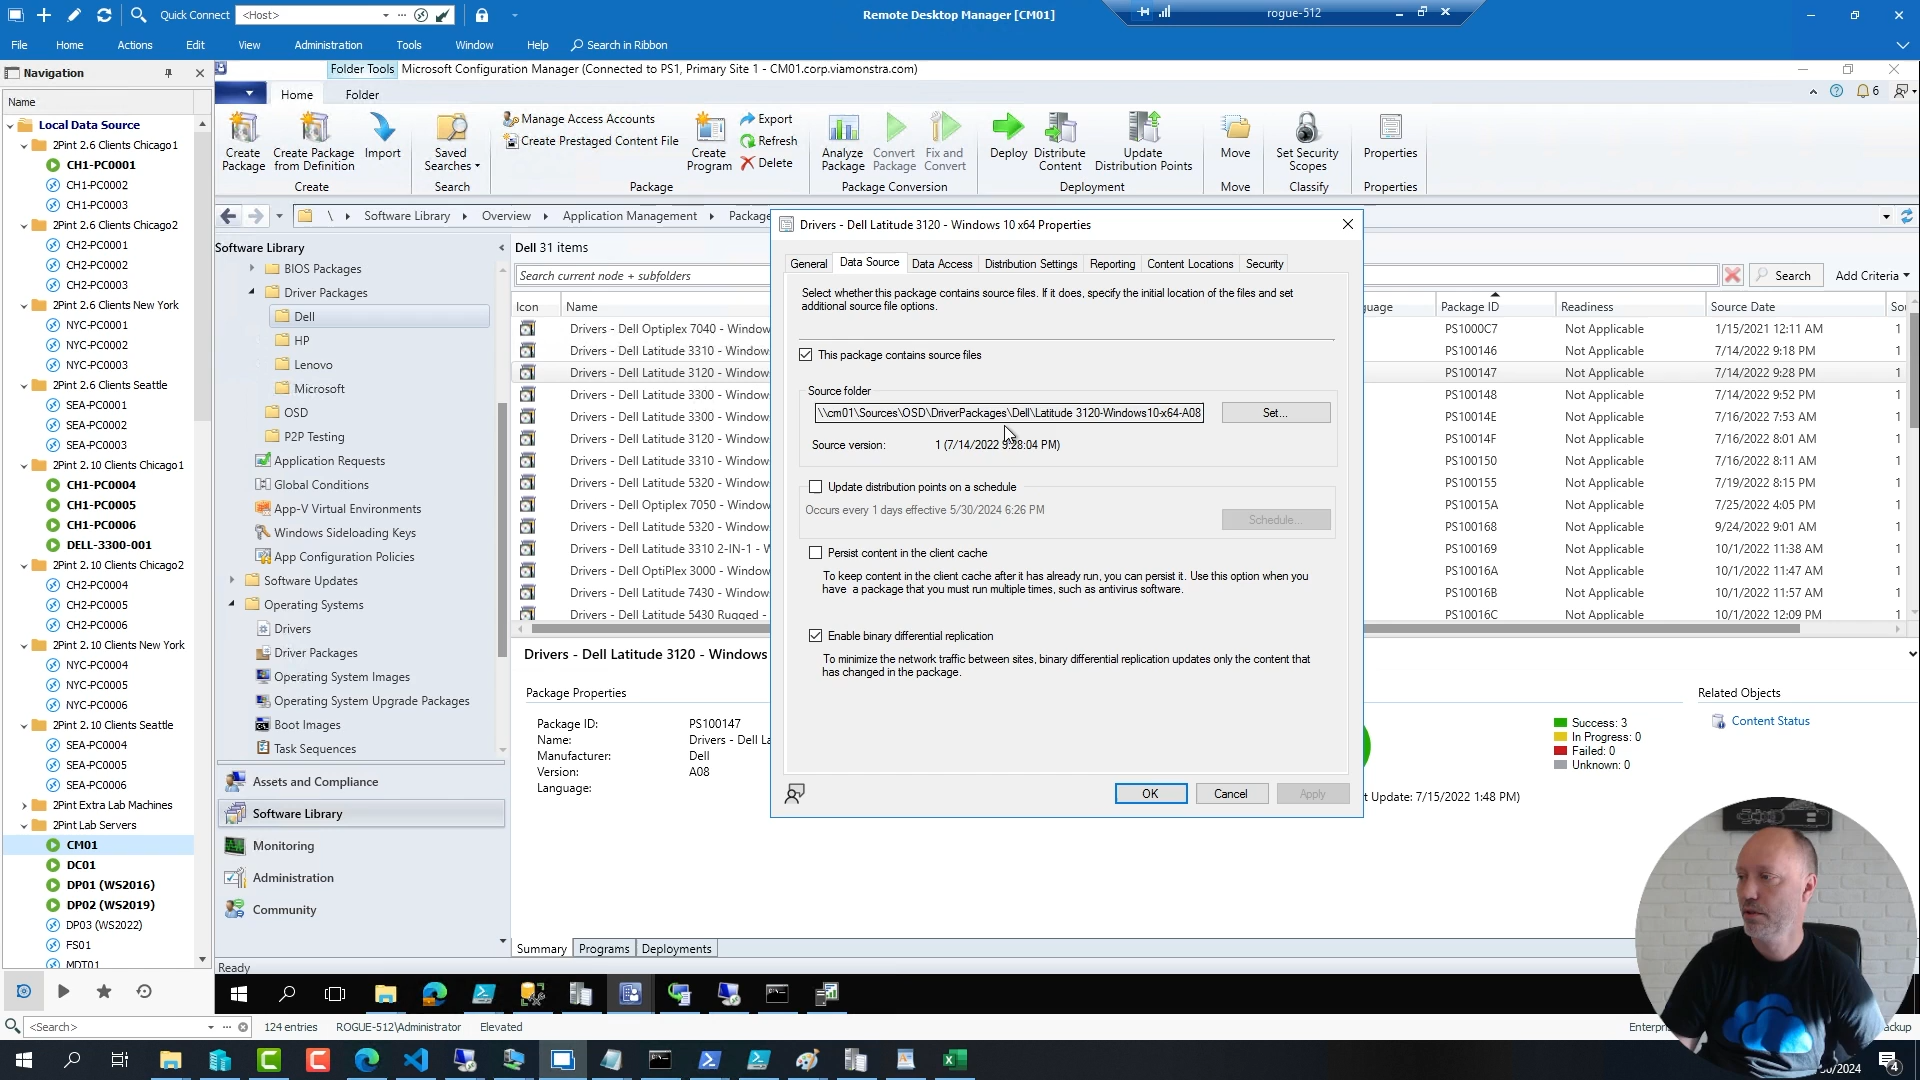 Quick Connect
<Host>
Remote Desktop Manager [CM01]
rogue-512
File
Home
Actions
Edit
View
Administration
Tools
Window
Help
Search in Ribbon
Navigation
Name
Local Data Source
2Pint 2.6 Clients Chicago1
CH1-PC0001
CH1-PC0002
CH1-PC0003
2Pint 2.6 Clients Chicago2
CH2-PC0001
CH2-PC0002
CH2-PC0003
2Pint 2.6 Clients New York
NYC-PC0001
NYC-PC0002
NYC-PC0003
2Pint 2.6 Clients Seattle
SEA-PC0001
SEA-PC0002
SEA-PC0003
2Pint 2.10 Clients Chicago1
CH1-PC0004
CH1-PC0005
CH1-PC0006
DELL-3300-001
2Pint 2.10 Clients Chicago2
CH2-PC0004
CH2-PC0005
CH2-PC0006
2Pint 2.10 Clients New York
NYC-PC0004
NYC-PC0005
NYC-PC0006
2Pint 2.10 Clients Seattle
SEA-PC0004
SEA-PC0005
SEA-PC0006
2Pint Extra Lab Machines
2Pint Lab Servers
CM01
DC01
DP01 (WS2016)
DP02 (WS2019)
DP03 (WS2022)
FS01
MDT01
Folder Tools
Microsoft Configuration Manager (Connected to PS1, Primary Site 1 - CM01.corp.viamonstra.com)
Home
Folder
6
Create Package
Create Package from Definition
Import
Create
Saved Searches
Search
Manage Access Accounts
Create Prestaged Content File
Create Program
Export
Refresh
Delete
Package
Analyze Package
Convert Package
Fix and Convert
Package Conversion
Deploy
Distribute Content
Update Distribution Points
Deployment
Move
Move
Set Security Scopes
Classify
Properties
Properties
\
Software Library
Overview
Application Management
Software Library
BIOS Packages
Driver Packages
Dell
HP
Lenovo
Microsoft
OSD
P2P Testing
Application Requests
Global Conditions
App-V Virtual Environments
Windows Sideloading Keys
App Configuration Policies
Software Updates
Operating Systems
Drivers
Driver Packages
Operating System Images
Operating System Upgrade Packages
Boot Images
Task Sequences
Assets and Compliance
Software Library
Monitoring
Administration
Community
Dell 31 items
Search current node + subfolders
Search
Add Criteria
Icon
Name
Package ID
Readiness
Source Date
Drivers - Dell Optiplex 7040 - Window
PS1000C7
Not Applicable
1/15/2021 12:11 AM
1
Drivers - Dell Latitude 3310 - Window
PS100146
Not Applicable
7/14/2022 9:18 PM
1
Drivers - Dell Latitude 3120 - Window
PS100147
Not Applicable
7/14/2022 9:28 PM
1
Drivers - Dell Latitude 3300 - Window
PS100148
Not Applicable
7/14/2022 9:52 PM
1
Drivers - Dell Latitude 3300 - Window
PS10014E
Not Applicable
7/16/2022 7:53 AM
1
Drivers - Dell Latitude 3120 - Window
PS10014F
Not Applicable
7/16/2022 8:01 AM
1
Drivers - Dell Latitude 3310 - Window
PS100150
Not Applicable
7/16/2022 8:11 AM
1
Drivers - Dell Latitude 5320 - Window
PS100155
Not Applicable
7/19/2022 8:15 PM
1
Drivers - Dell Optiplex 7050 - Window
PS10015A
Not Applicable
7/25/2022 4:05 PM
1
Drivers - Dell Latitude 5320 - Window
PS100168
Not Applicable
9/24/2022 9:01 AM
1
Drivers - Dell Latitude 3310 2-IN-1 - W
PS100169
Not Applicable
10/1/2022 11:38 AM
1
Drivers - Dell OptiPlex 3000 - Window
PS10016A
Not Applicable
10/1/2022 11:47 AM
1
Drivers - Dell Latitude 7430 - Window
PS10016B
Not Applicable
10/1/2022 11:57 AM
1
Drivers - Dell Latitude 5430 Rugged -
PS10016C
Not Applicable
10/1/2022 12:09 PM
1
Drivers - Dell Latitude 3120 - Windows 10 x64 Properties
General
Data Source
Data Access
Distribution Settings
Reporting
Content Locations
Security
Select whether this package contains source files. If it does, specify the initial location of the files and set
additional source file options.
This package contains source files
Source folder
\\cm01\Sources\OSD\DriverPackages\Dell\Latitude 3120-Windows10-x64-A08
Set...
Source version:
1 (7/14/2022 9:28:04 PM)
Update distribution points on a schedule
Occurs every 1 days effective 5/30/2024 6:26 PM
Schedule...
Persist content in the client cache
To keep content in the client cache after it has already run, you can persist it. Use this option when you
have a package that you must run multiple times, such as antivirus software.
Enable binary differential replication
To minimize the network traffic between sites, binary differential replication updates only the content that
has changed in the package.
OK
Cancel
Apply
Drivers - Dell Latitude 3120 - Windows
Package Properties
Package ID:
PS100147
Name:
Drivers - Dell La
Manufacturer:
Dell
Version:
A08
Language:
Success: 3
In Progress: 0
Failed: 0
Unknown: 0
t Update: 7/15/2022 1:48 PM)
Related Objects
Content Status
Summary
Programs
Deployments
Ready
<Search>
124 entries
ROGUE-512\Administrator
Elevated
4